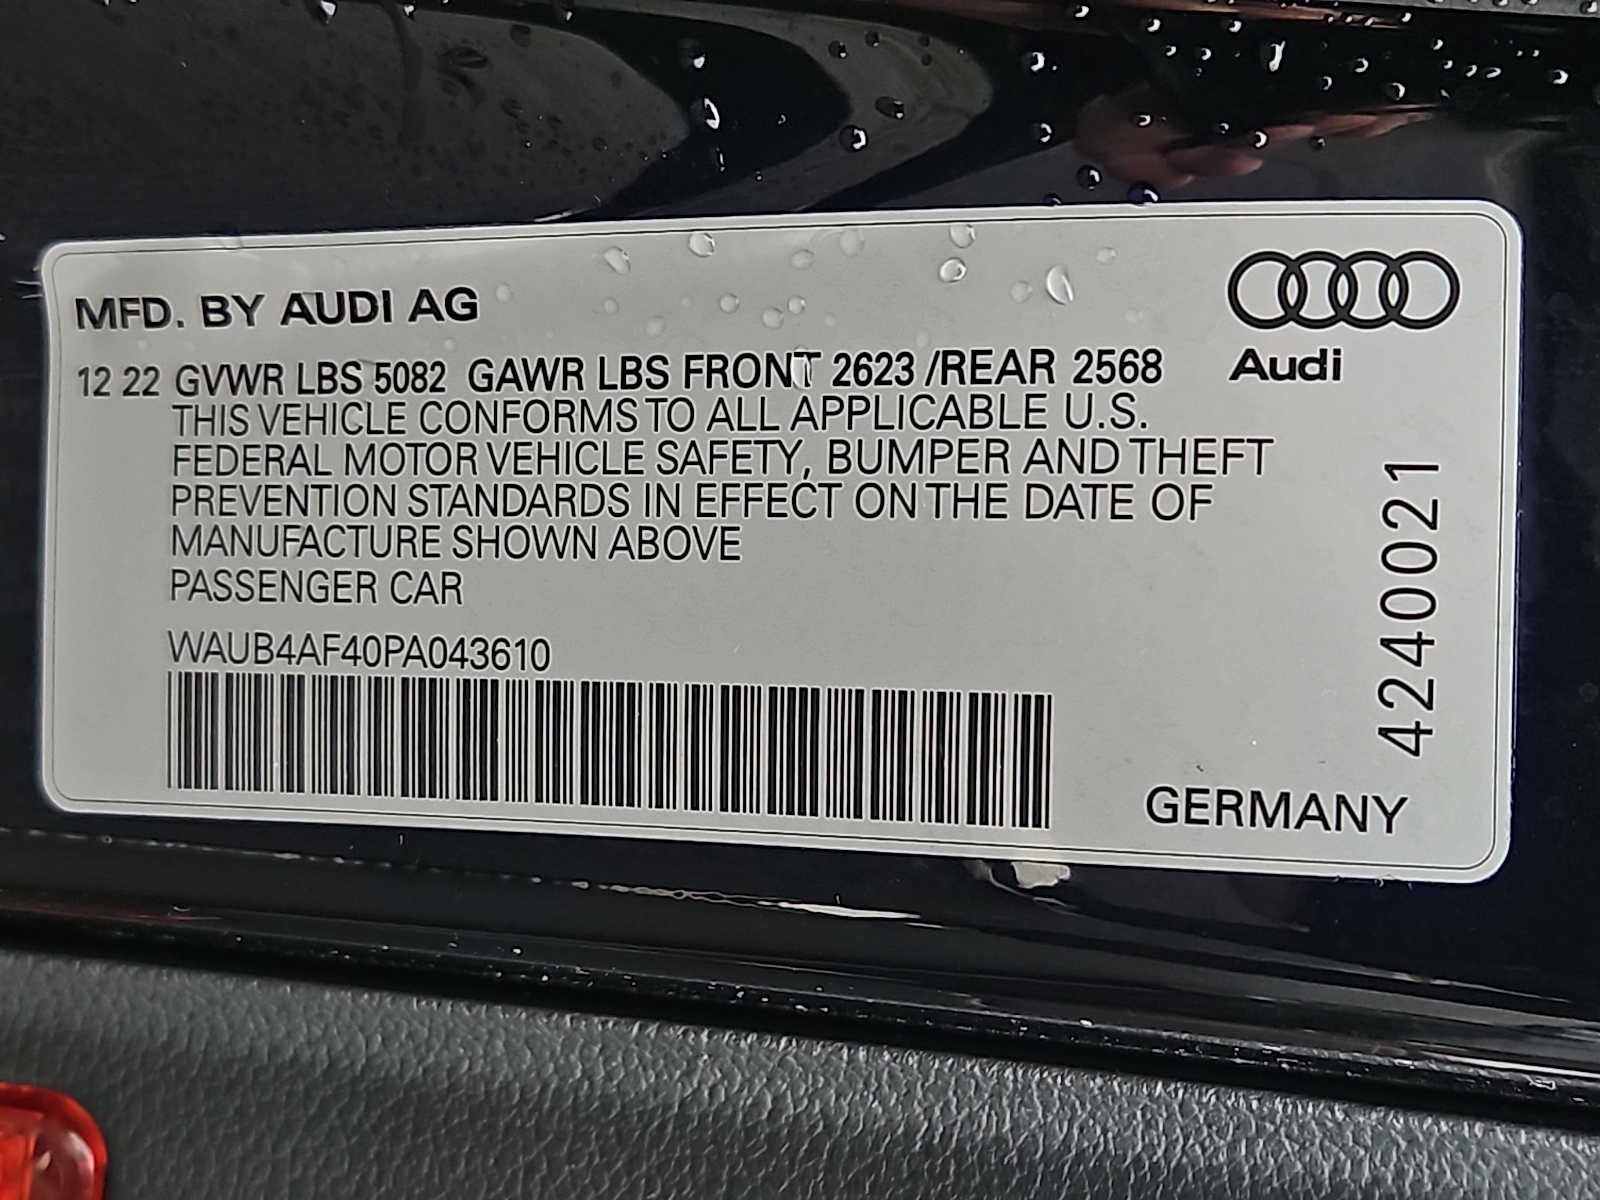 MFD. BY AUDI AG
Audi
12 22 GVWR LBS 5082 GAWR LBS FRONT 2623 /REAR 2568
THIS VEHICLE CONFORMS TO ALL APPLICABLE U.S.
FEDERAL MOTOR VEHICLE SAFETY, BUMPER AND THEFT
PREVENTION STANDARDS IN EFFECT ON THE DATE OF
MANUFACTURE SHOWN ABOVE
PASSENGER CAR
WAUB4AF40PA043610
4240021
GERMANY